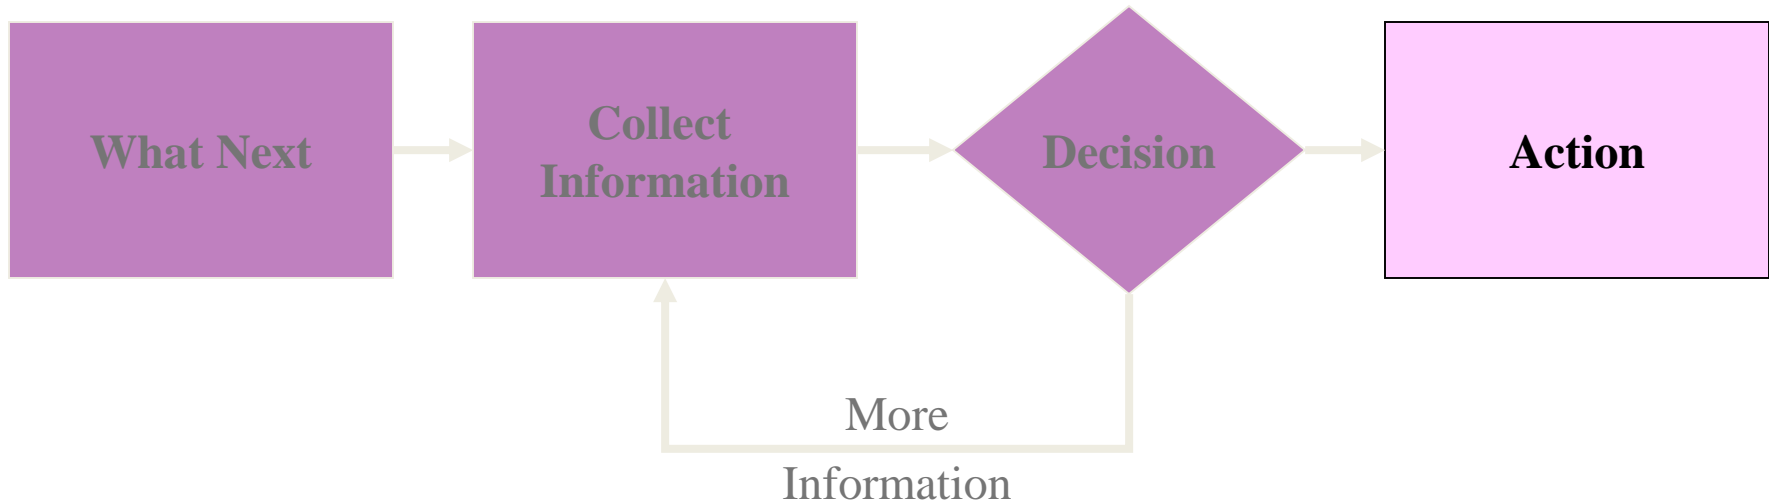 What Next
Collect
Information
Decision
Action
More
Information